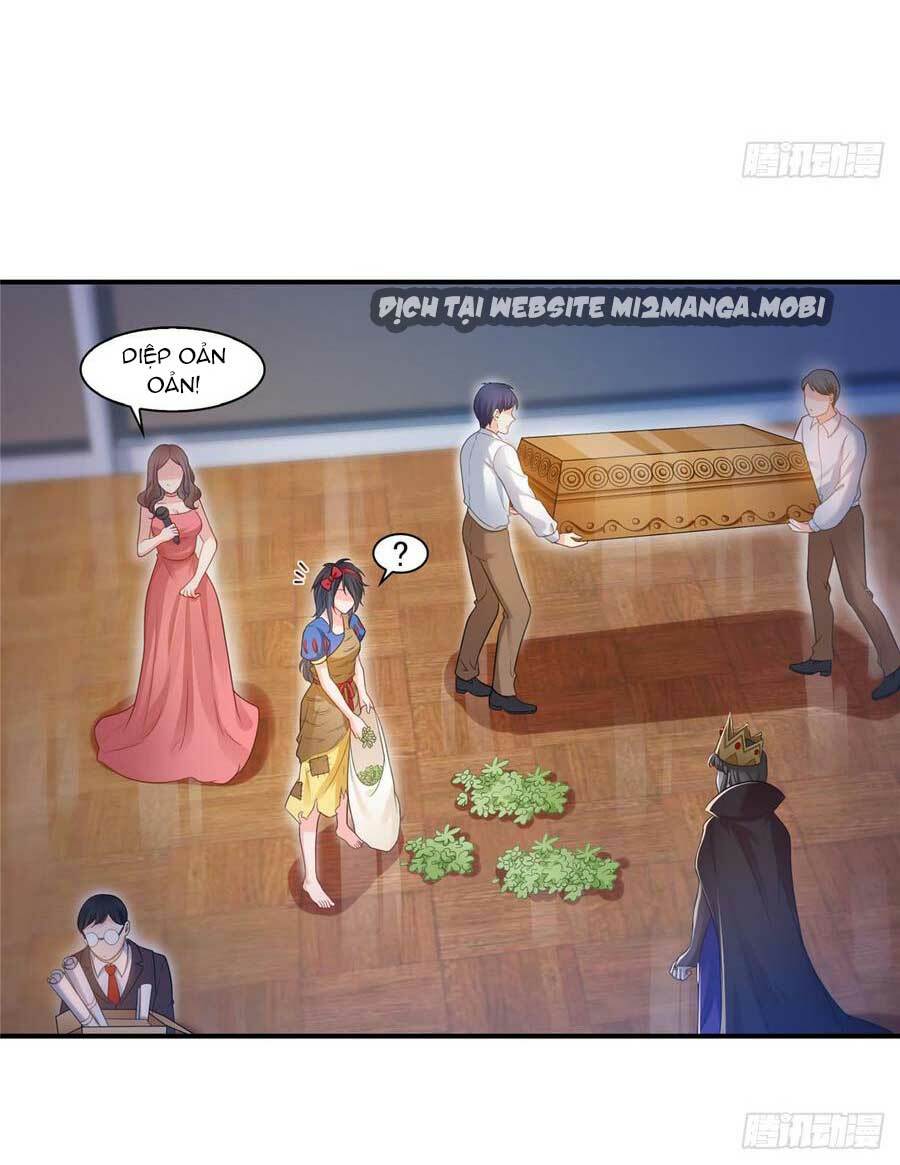 腾讯动漫
DỊCH TẠI WEBSITE MI2MANGA.MOBI
DIỆP OẢN
OẢN!
?
腾讯动漫